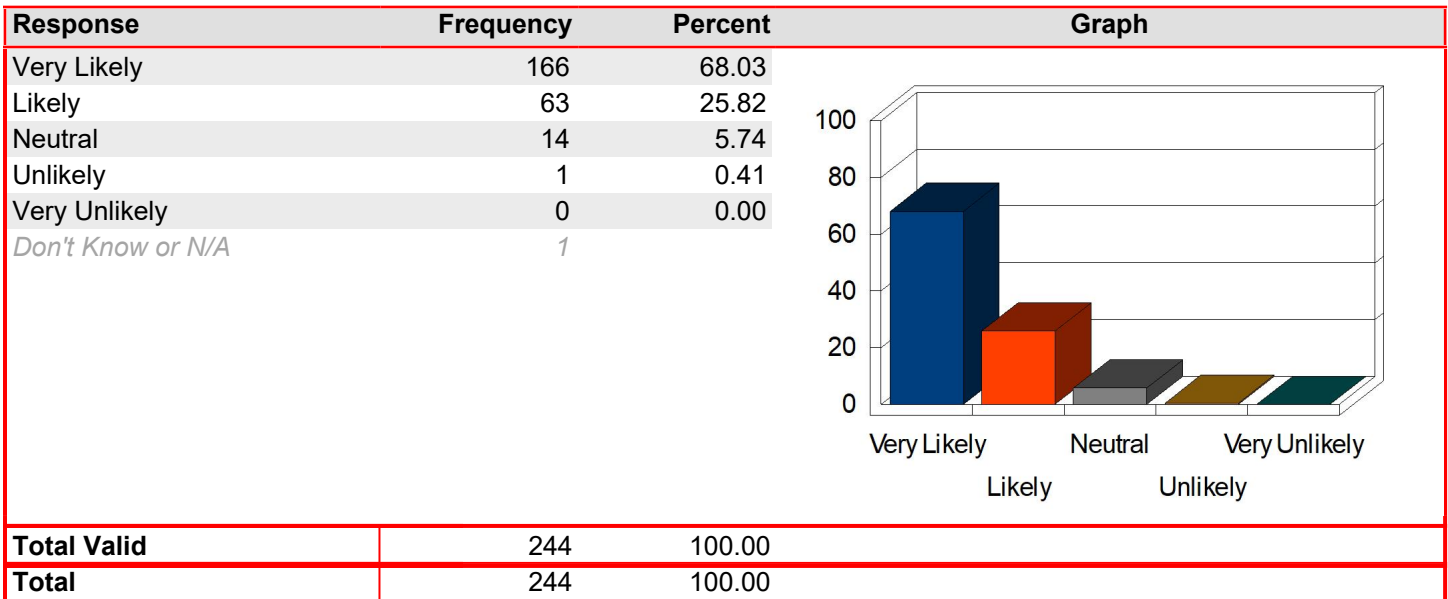 Response Frequency Percent Graph
Very Likely 166 68.03
Likely 63 25.82
Neutral 14 5.74
Unlikely 1 0.41
Very Unlikely 0 0.00
Don't Know or N/A 1
100
80
60
40
20
0
Very Likely Neutral Very Unlikely
Likely Unlikely
Total Valid 244 100.00
Total 244 100.00